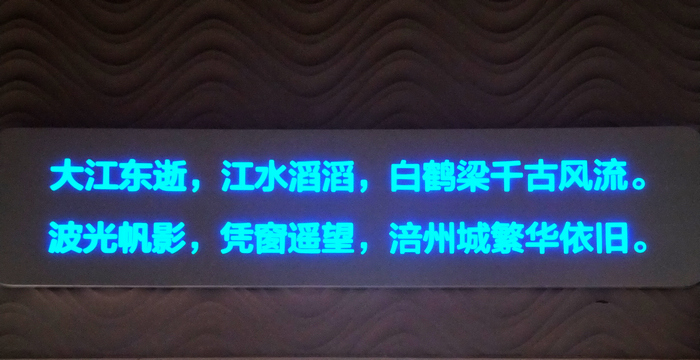 大江东逝，江水滔滔，白鹤梁千古风流。
波光帆影，凭窗遥望，涪州城繁华依旧。